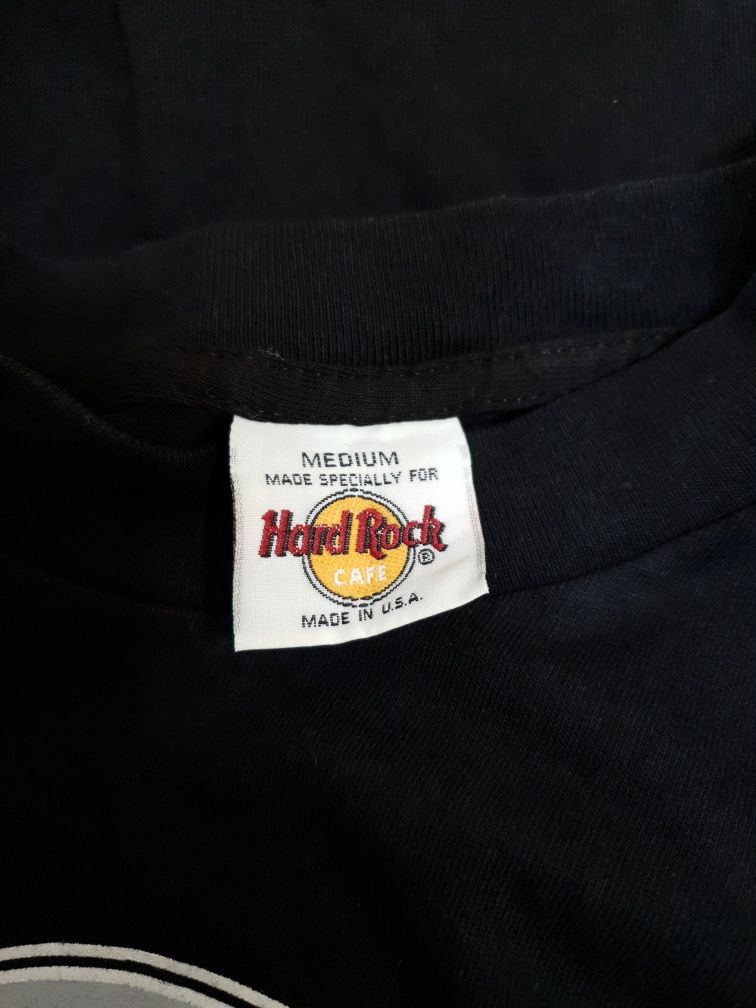 MEDIUM
MADE SPECIALLY FOR
Hard Rock
CAFE ®
MADE IN U.S.A.